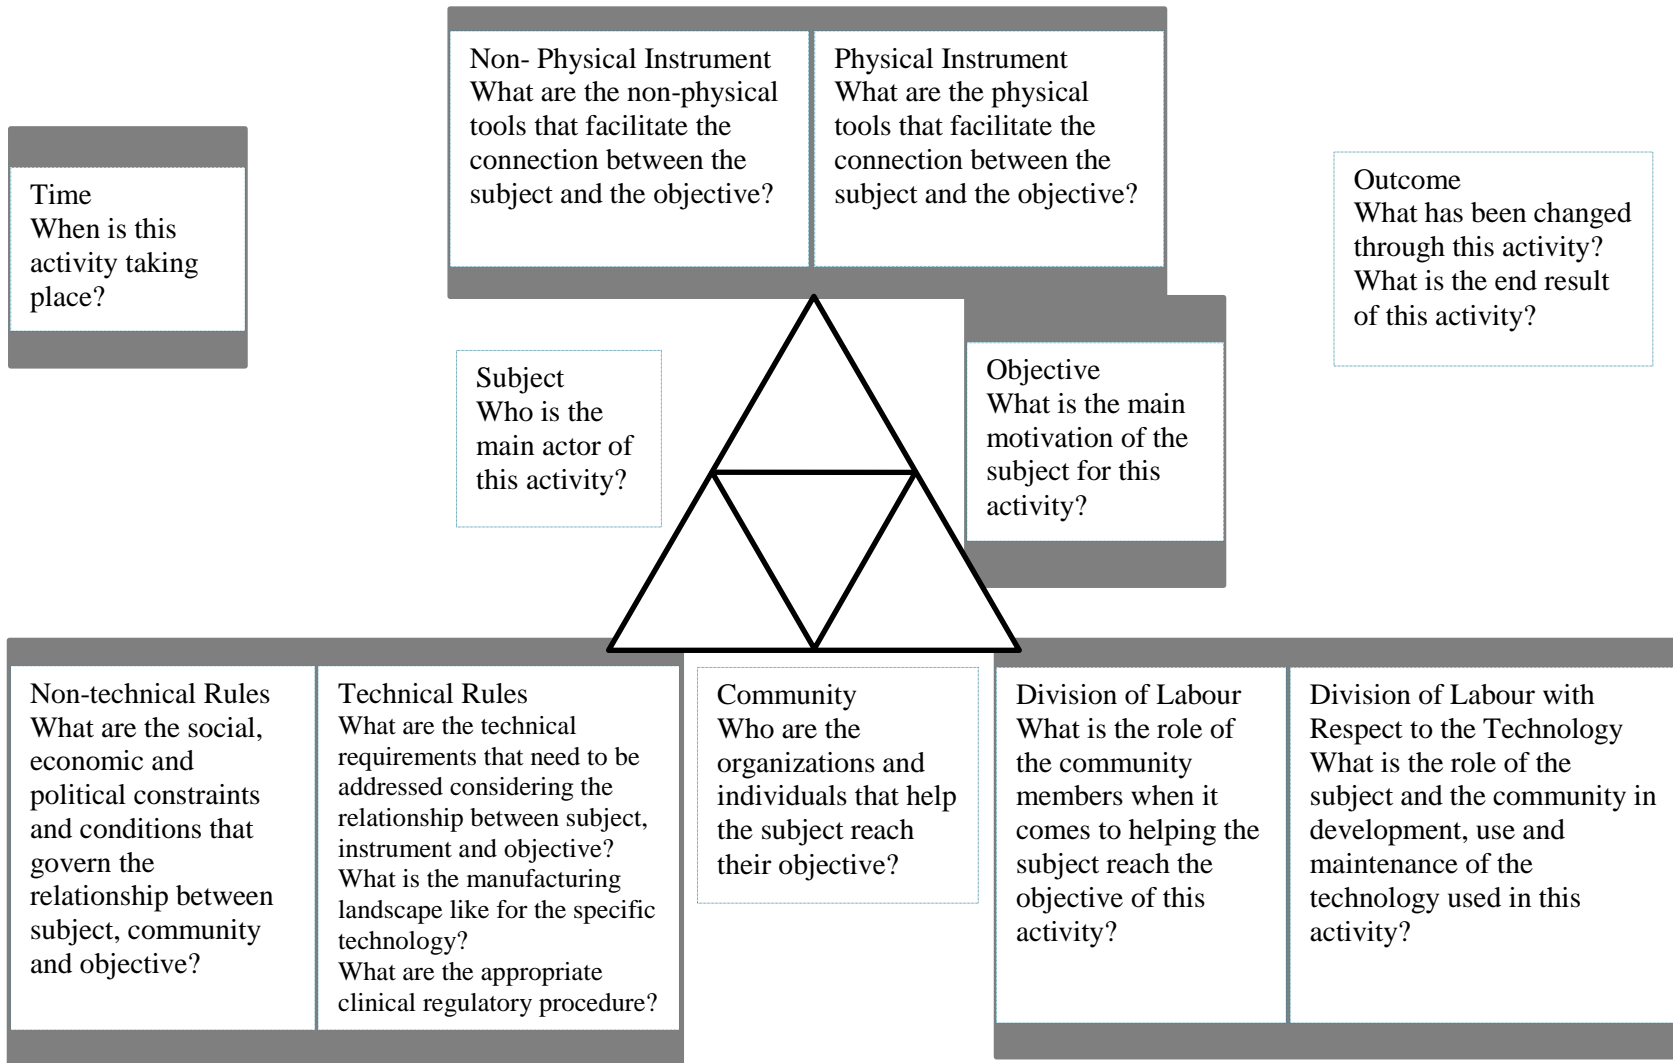 Non- Physical Instrument
What are the non-physical
tools that facilitate the
connection between the
subject and the objective?
Physical Instrument
What are the physical
tools that facilitate the
connection between the
subject and the objective?
Time
When is this
activity taking
place?
Outcome
What has been changed
through this activity?
What is the end result
of this activity?
Subject
Who is the
main actor of
this activity?
Objective
What is the main
motivation of the
subject for this
activity?
Non-technical Rules
What are the social,
economic and
political constraints
and conditions that
govern the
relationship between
subject, community
and objective?
Technical Rules
What are the technical
requirements that need to be
addressed considering the
relationship between subject,
instrument and objective?
What is the manufacturing
landscape like for the specific
technology?
What are the appropriate
clinical regulatory procedure?
Community
Who are the
organizations and
individuals that help
the subject reach
their objective?
Division of Labour
What is the role of
the community
members when it
comes to helping the
subject reach the
objective of this
activity?
Division of Labour with
Respect to the Technology
What is the role of the
subject and the community in
development, use and
maintenance of the
technology used in this
activity?